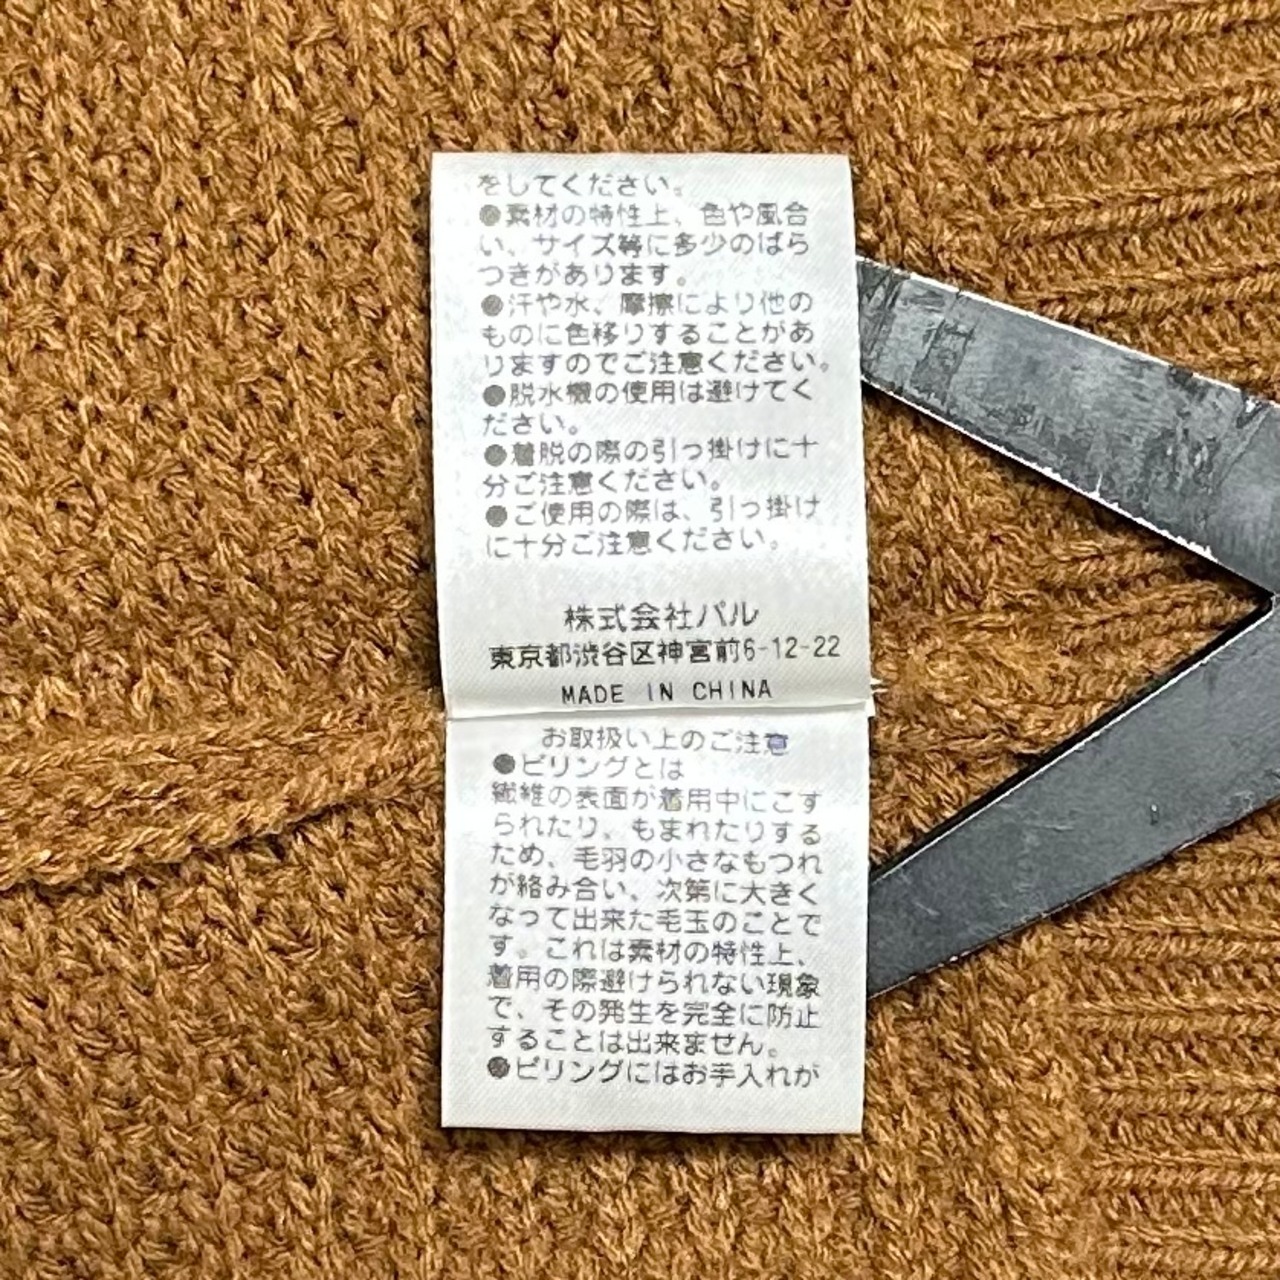 をしてください。
●素材の特性上、色や風合
い、サイズ等に多少のばら
つきがあります。
●汗や水、摩擦により他の
ものに色移りすることがあ
りますのでご注意ください。
●脱水機の使用は避けてく
ださい。
●着脱の際の引っ掛けに十
分ご注意ください。
●ご使用の際は、引っ掛け
に十分ご注意ください。
株式会社パル
東京都渋谷区神宮前6-12-22
MADE IN CHINA
お取扱い上のご注意
●ピリングとは
繊維の表面が着用中にこす
られたり、もまれたりする
ため、毛羽の小さなもつれ
が絡み合い、次第に大きく
なって出来た毛玉のことで
す。これは素材の特性上、
着用の際避けられない現象
で、その発生を完全に防止
することは出来ません。
●ピリングにはお手入れが